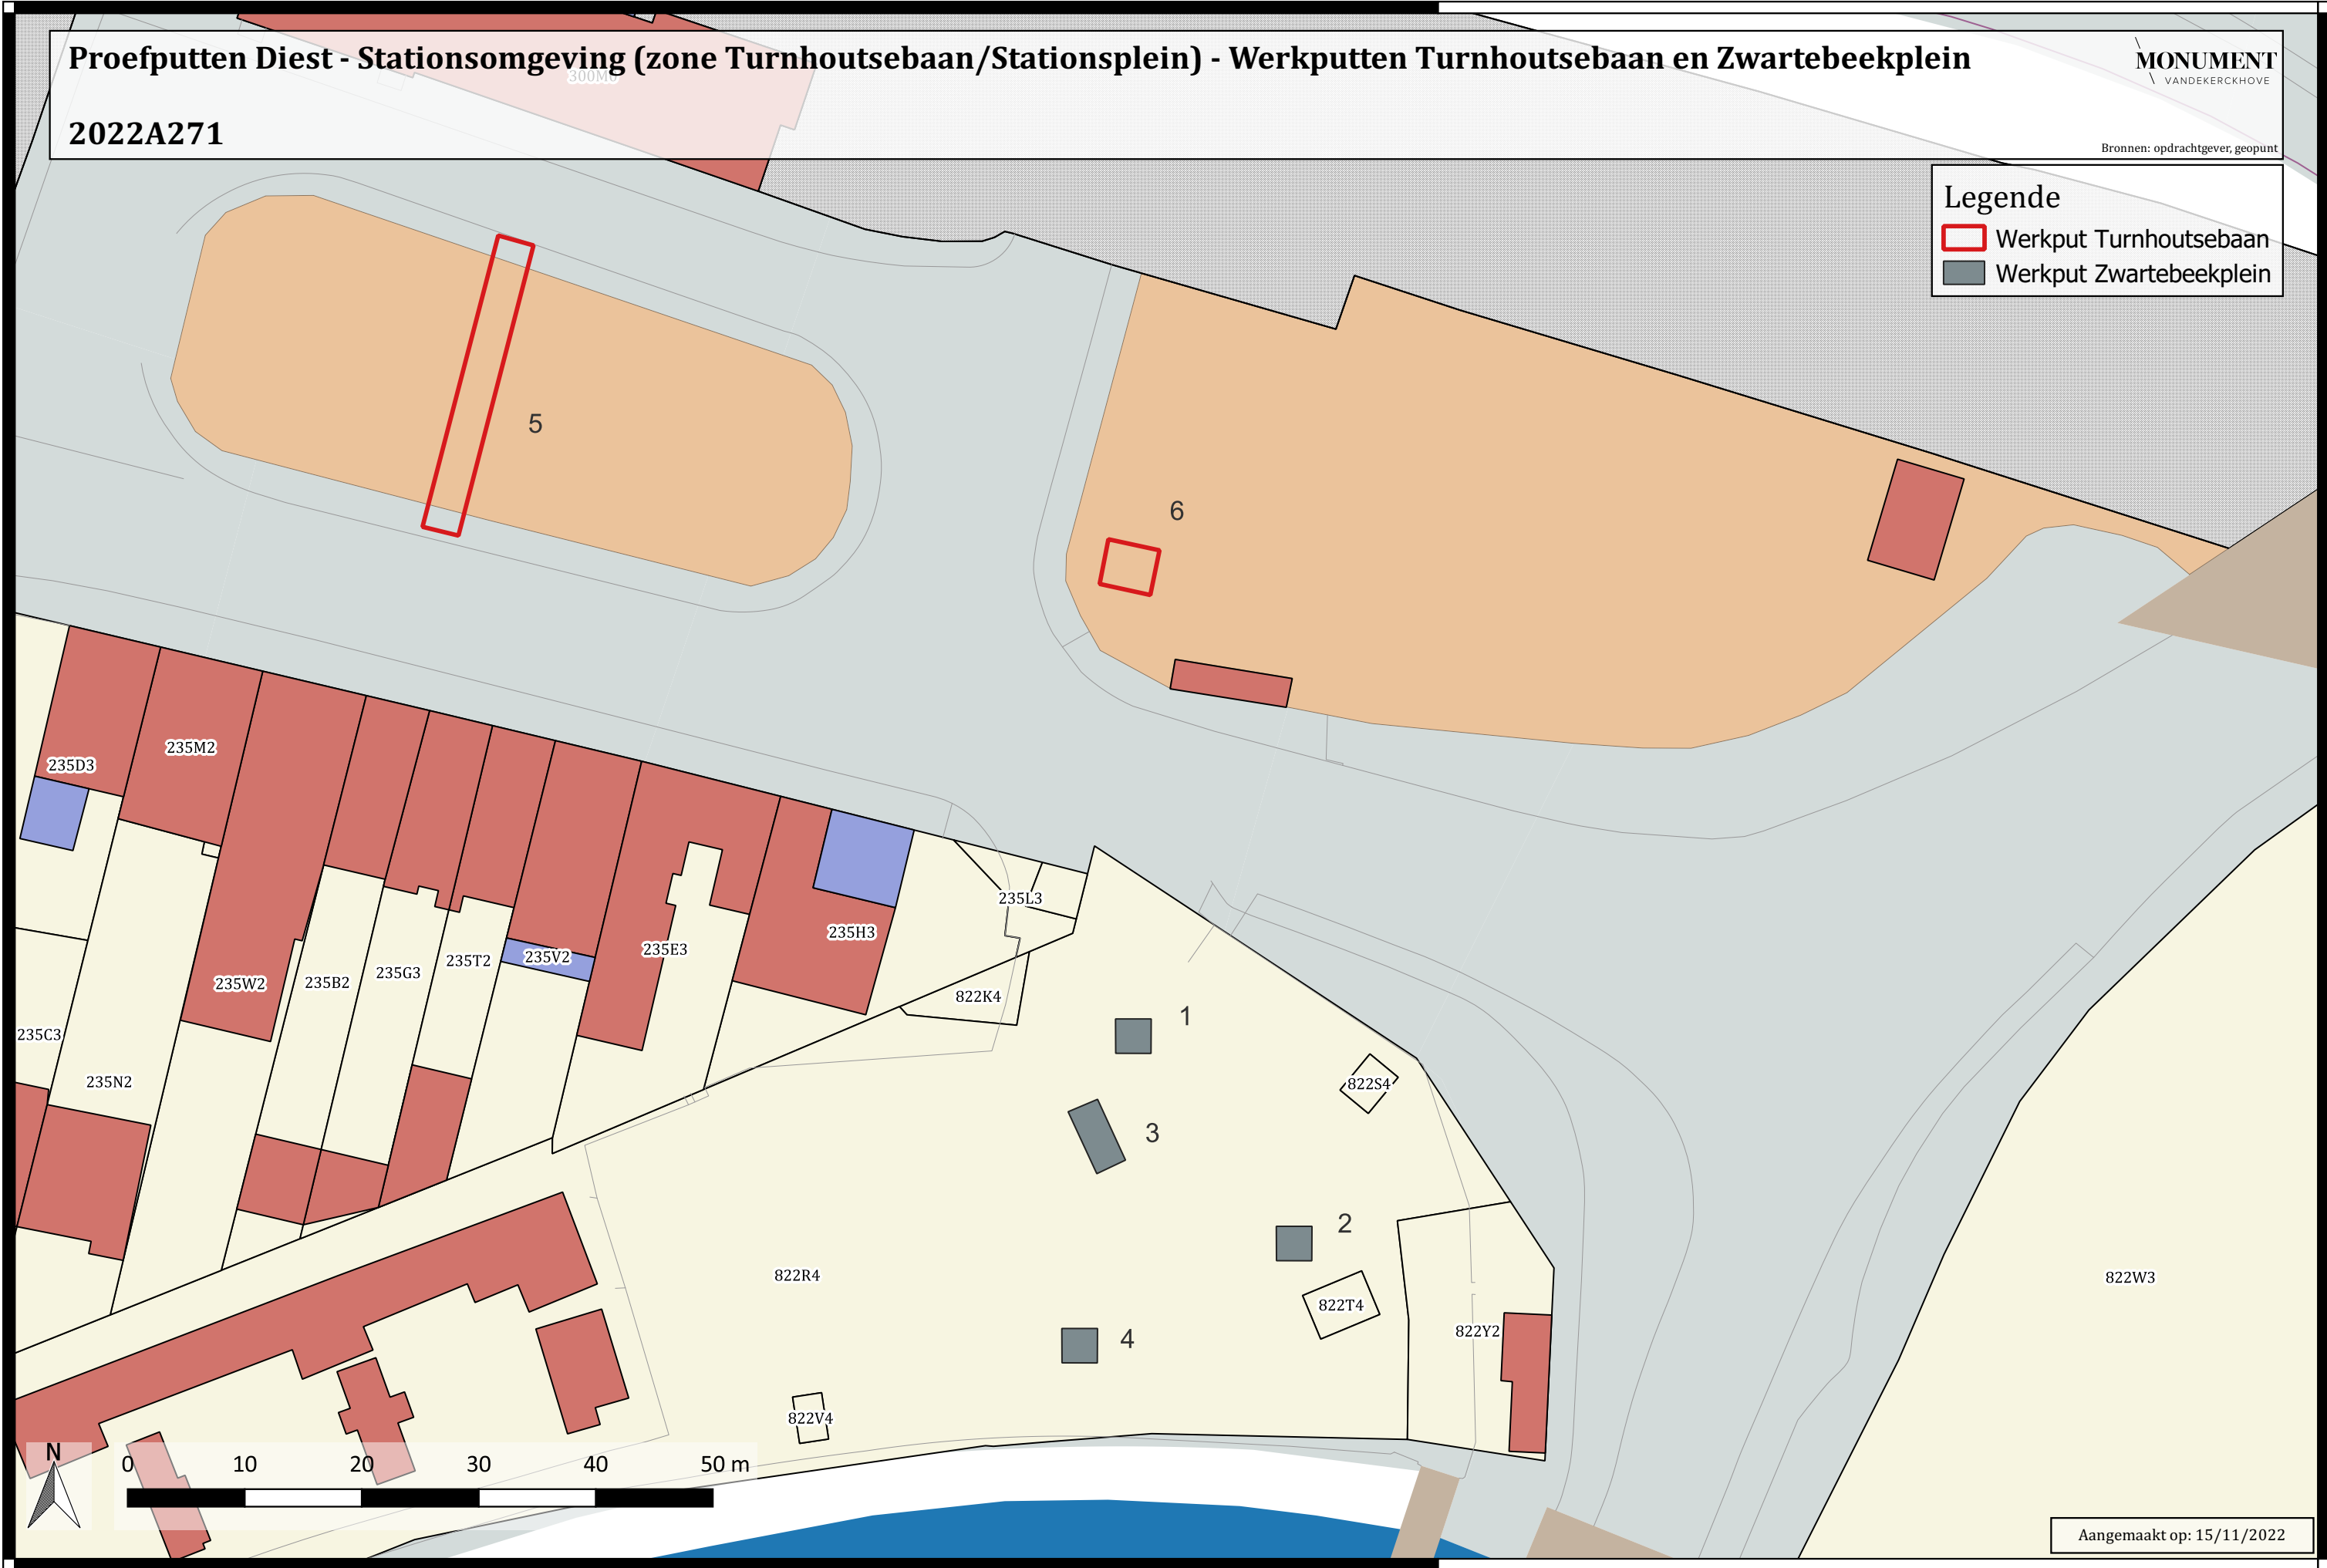 Proefputten Diest - Stationsomgeving (zone Turnhoutsebaan/Stationsplein) - Werkputten Turnhoutsebaan en Zwartebeekplein
2022A271
MONUMENT
VANDEKERCKHOVE
Bronnen: opdrachtgever, geopunt
Legende
Werkput Turnhoutsebaan
Werkput Zwartebeekplein
5
6
235D3
235M2
235L3
235H3
235E3
235V2
235T2
235G3
235B2
235W2
235C3
235N2
822K4
1
822S4
3
2
822R4
822T4
822W3
822Y2
4
822V4
N
0 10 20 30 40 50 m
Aangemaakt op: 15/11/2022